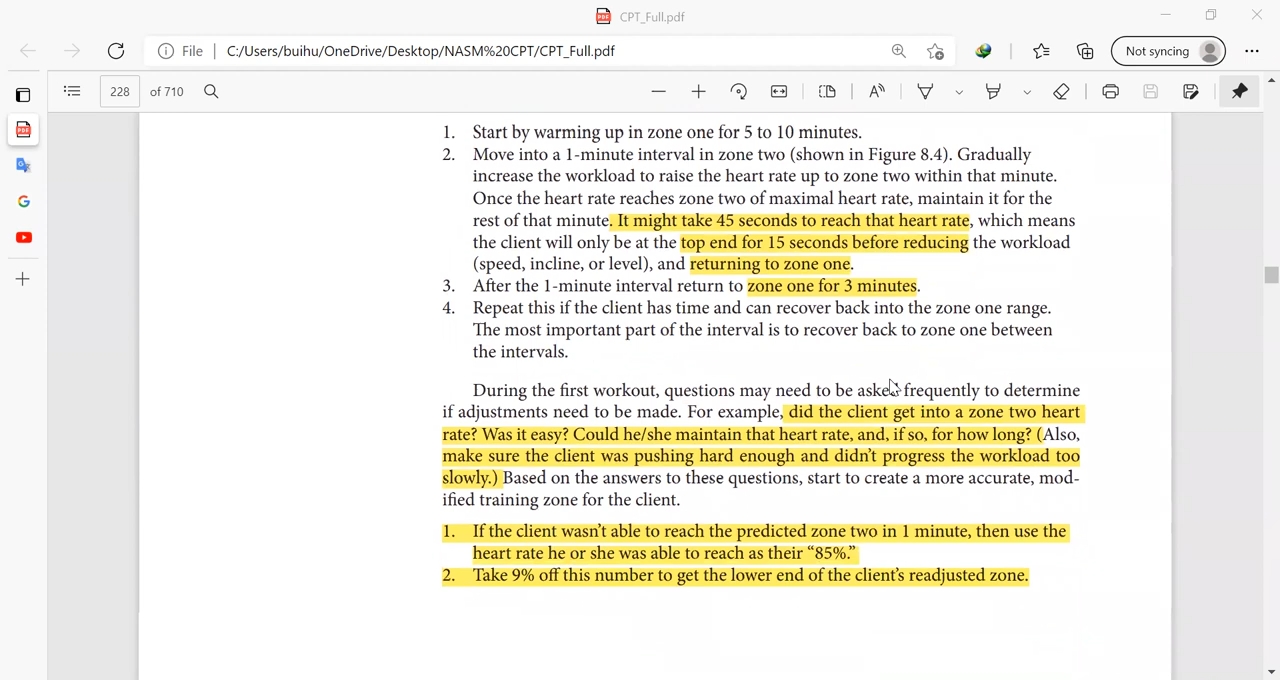 CPT_Full.pdf
File
C:/Users/buihu/OneDrive/Desktop/NASM%20CPT/CPT_Full.pdf
Not syncing
228 of 710
1. Start by warming up in zone one for 5 to 10 minutes.
2. Move into a 1-minute interval in zone two (shown in Figure 8.4). Gradually
increase the workload to raise the heart rate up to zone two within that minute.
Once the heart rate reaches zone two of maximal heart rate, maintain it for the
rest of that minute. It might take 45 seconds to reach that heart rate, which means
the client will only be at the top end for 15 seconds before reducing the workload
(speed, incline, or level), and returning to zone one.
3. After the 1-minute interval return to zone one for 3 minutes.
4. Repeat this if the client has time and can recover back into the zone one range.
The most important part of the interval is to recover back to zone one between
the intervals.
During the first workout, questions may need to be asked frequently to determine
if adjustments need to be made. For example, did the client get into a zone two heart
rate? Was it easy? Could he/she maintain that heart rate, and, if so, for how long? (Also,
make sure the client was pushing hard enough and didn’t progress the workload too
slowly.) Based on the answers to these questions, start to create a more accurate, mod-
ified training zone for the client.
1. If the client wasn’t able to reach the predicted zone two in 1 minute, then use the
heart rate he or she was able to reach as their “85%.”
2. Take 9% off this number to get the lower end of the client’s readjusted zone.